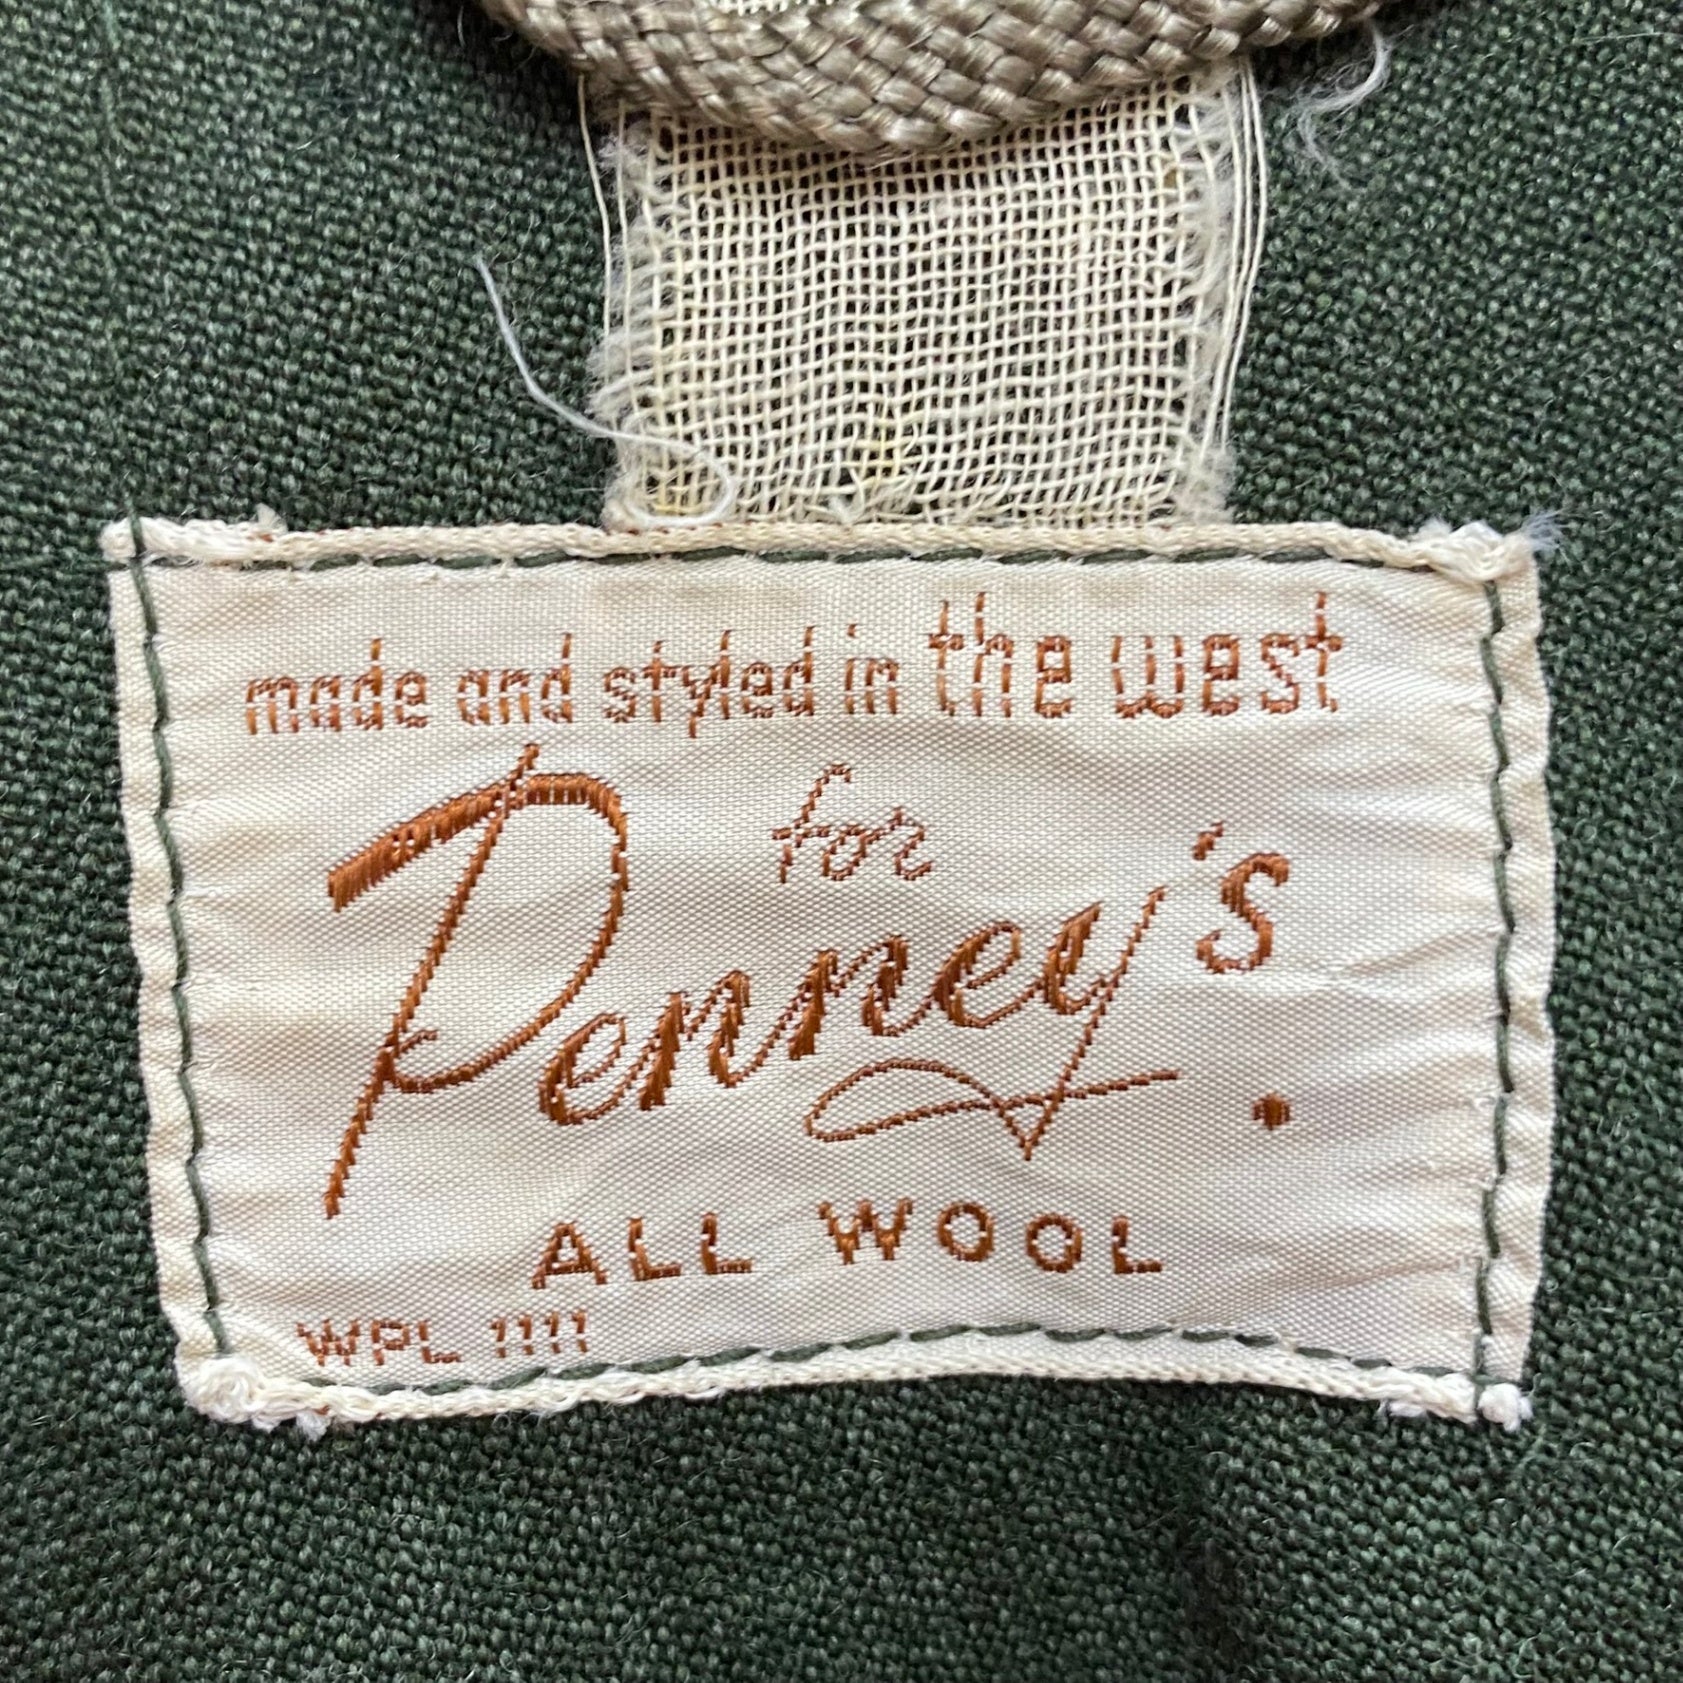 made and styled in the west
for
Penney's.
ALL WOOL
WPL 1111